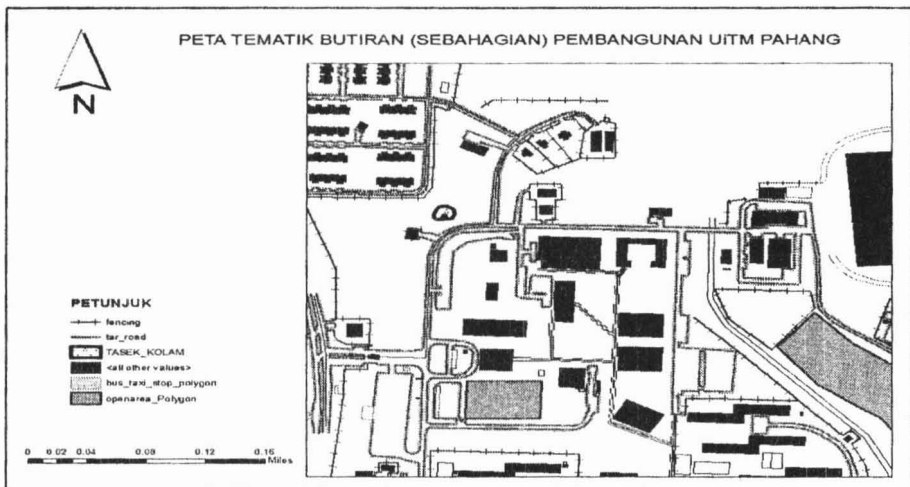 PETA TEMATIK BUTIRAN (SEBAHAGIAN) PEMBANGUNAN UiTM PAHANG
N
PETUNJUK
fencing
tar_road
TASEK_KOLAM
<all other values>
bus_taxi_stop_polygon
openarea_Polygon
0 0.02 0.04 0.08 0.12 0.16
Miles